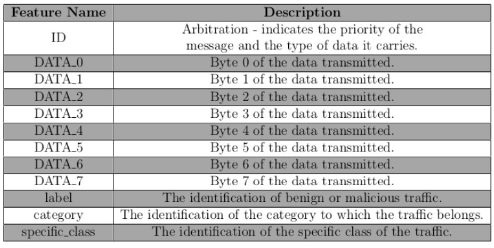 Feature Name Description
ID Arbitration - indicates the priority of the
message and the type of data it carries.
DATA_0 Byte 0 of the data transmitted.
DATA_1 Byte 1 of the data transmitted.
DATA_2 Byte 2 of the data transmitted.
DATA_3 Byte 3 of the data transmitted.
DATA_4 Byte 4 of the data transmitted.
DATA_5 Byte 5 of the data transmitted.
DATA_6 Byte 6 of the data transmitted.
DATA_7 Byte 7 of the data transmitted.
label The identification of benign or malicious traffic.
category The identification of the category to which the traffic belongs.
specific_class The identification of the specific class of the traffic.